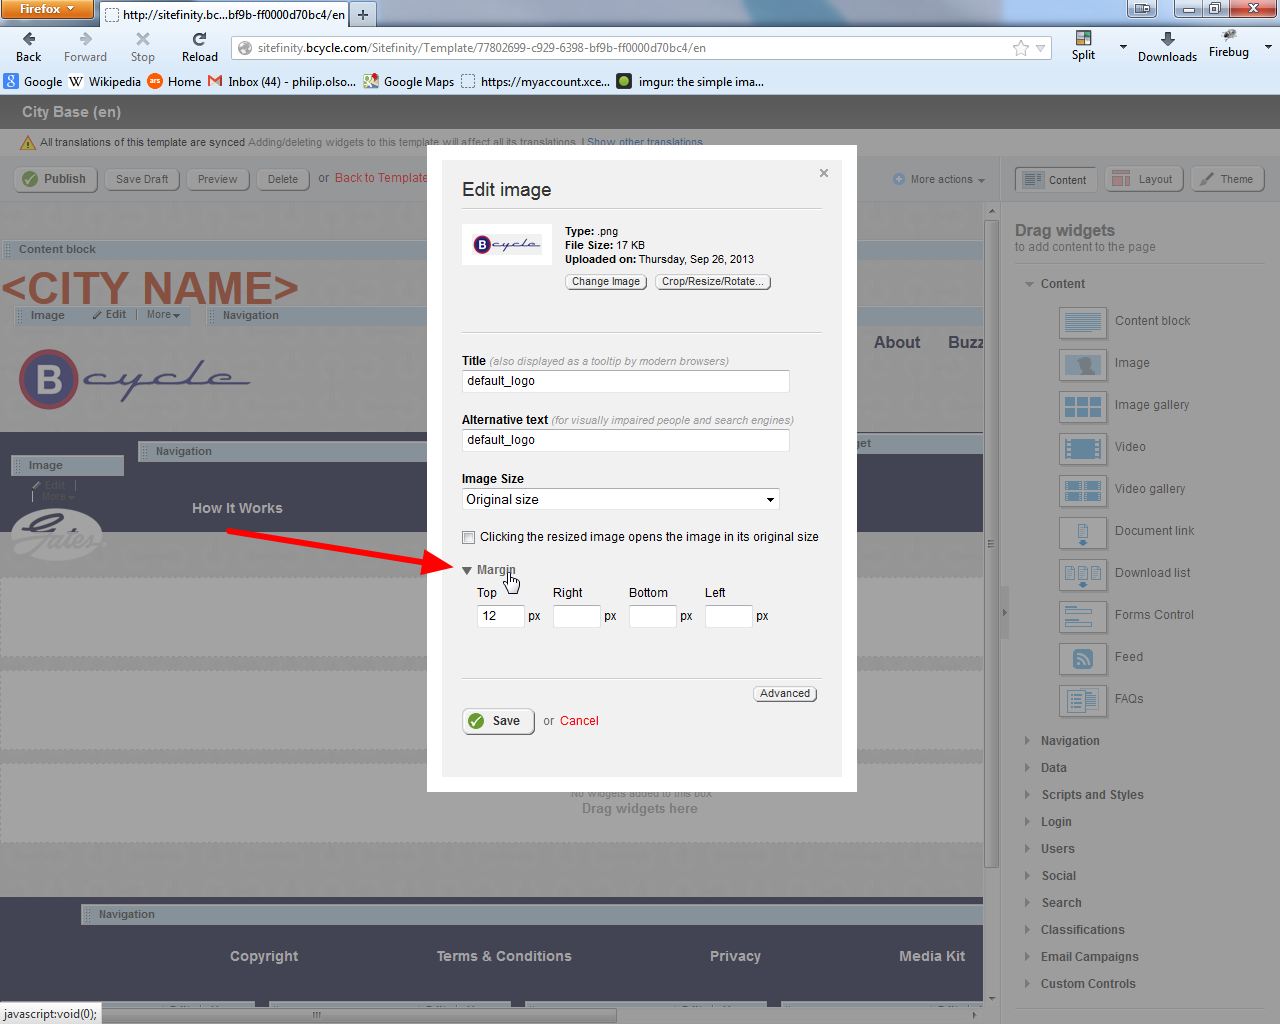 Firefox
http://sitefinity.bc...bf9b-ff0000d70bc4/en
Back
Forward
Stop
Reload
sitefinity.bcycle.com/Sitefinity/Template/77802699-c929-6398-bf9b-ff0000d70bc4/en
Split
Downloads
Firebug
Google
Wikipedia
ars
Home
Inbox (44) - philip.olso...
Google Maps
https://myaccount.xce...
imgur: the simple ima...
City Base (en)
All translations of this template are synced Adding/deleting widgets to this template will affect all its translations. | Show other translations
Publish
Save Draft
Preview
Delete
or Back to Template
More actions
Content
Layout
Theme
Content block
<CITY NAME>
Image
Edit
More
Navigation
About
Buzz
B cycle
Navigation
get
Image
Edit
More
How It Works
Gates
Edit image
B cycle
Type: .png
File Size: 17 KB
Uploaded on: Thursday, Sep 26, 2013
Change Image
Crop/Resize/Rotate...
Title (also displayed as a tooltip by modern browsers)
default_logo
Alternative text (for visually impaired people and search engines)
default_logo
Image Size
Original size
Clicking the resized image opens the image in its original size
Margin
Top
Right
Bottom
Left
12 px
px
px
px
Advanced
Save
or Cancel
No widgets added to this box
Drag widgets here
Navigation
Copyright
Terms & Conditions
Privacy
Media Kit
Drag widgets
to add content to the page
Content
Content block
Image
Image gallery
Video
Video gallery
Document link
Download list
Forms Control
Feed
FAQs
Navigation
Data
Scripts and Styles
Login
Users
Social
Search
Classifications
Email Campaigns
Custom Controls
javascript:void(0);